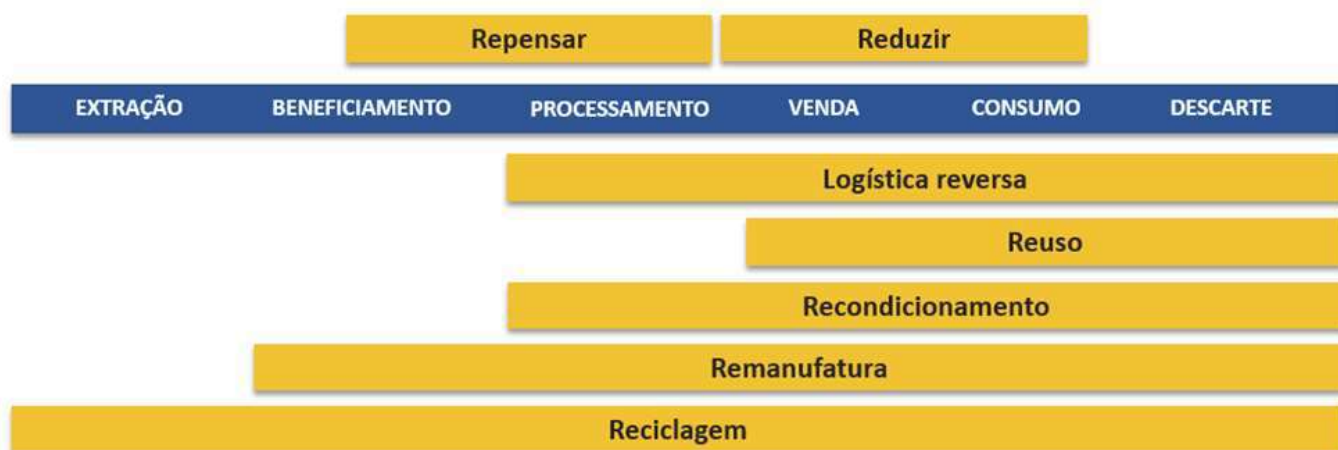 Repensar Reduzir
EXTRAÇÃO BENEFICIAMENTO PROCESSAMENTO VENDA CONSUMO DESCARTE
Logística reversa
Reuso
Recondicionamento
Remanufatura
Reciclagem